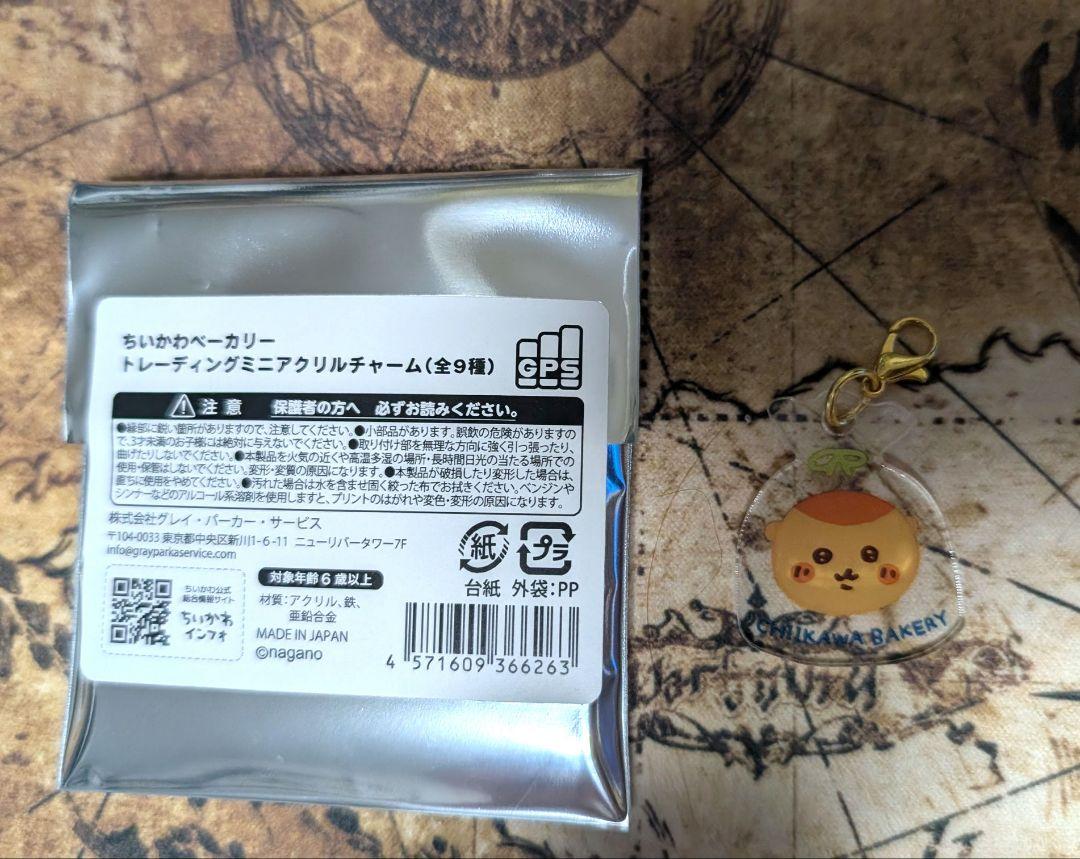 ちいかわベーカリー
トレーディングミニアクリルチャーム(全9種)
GPS
注意 保護者の方へ 必ずお読みください。
●縁部に鋭い箇所がありますので、注意してください。●小部品があります。誤飲の危険がありますの
で、3才未満のお子様には絶対に与えないでください。●取り付け部を無理な方向に強く引っ張ったり、
曲げたりしないでください。●本製品を火気の近くや高温多湿の場所・長時間日光の当たる場所での
使用・保管はしないでください。変形・変質の原因になります。●本製品が破損したり変形した場合は、
直ちに使用をやめてください。●汚れた場合は水を含ませ固く絞った布でお拭きください。ベンジンや
シンナーなどのアルコール系溶剤を使用しますと、プリントのはがれや変色・変形の原因になります。
株式会社グレイ・パーカー・サービス
〒104-0033 東京都中央区新川1-6-11 ニューリバータワー7F
info@grayparkaservice.com
紙 プラ
台紙 外袋:PP
ちいかわ公式
総合情報サイト
ちいかわ
インフォ
対象年齢6歳以上
材質:アクリル、鉄、
亜鉛合金
MADE IN JAPAN
©nagano
4 571609 366263
CHIIKAWA BAKERY